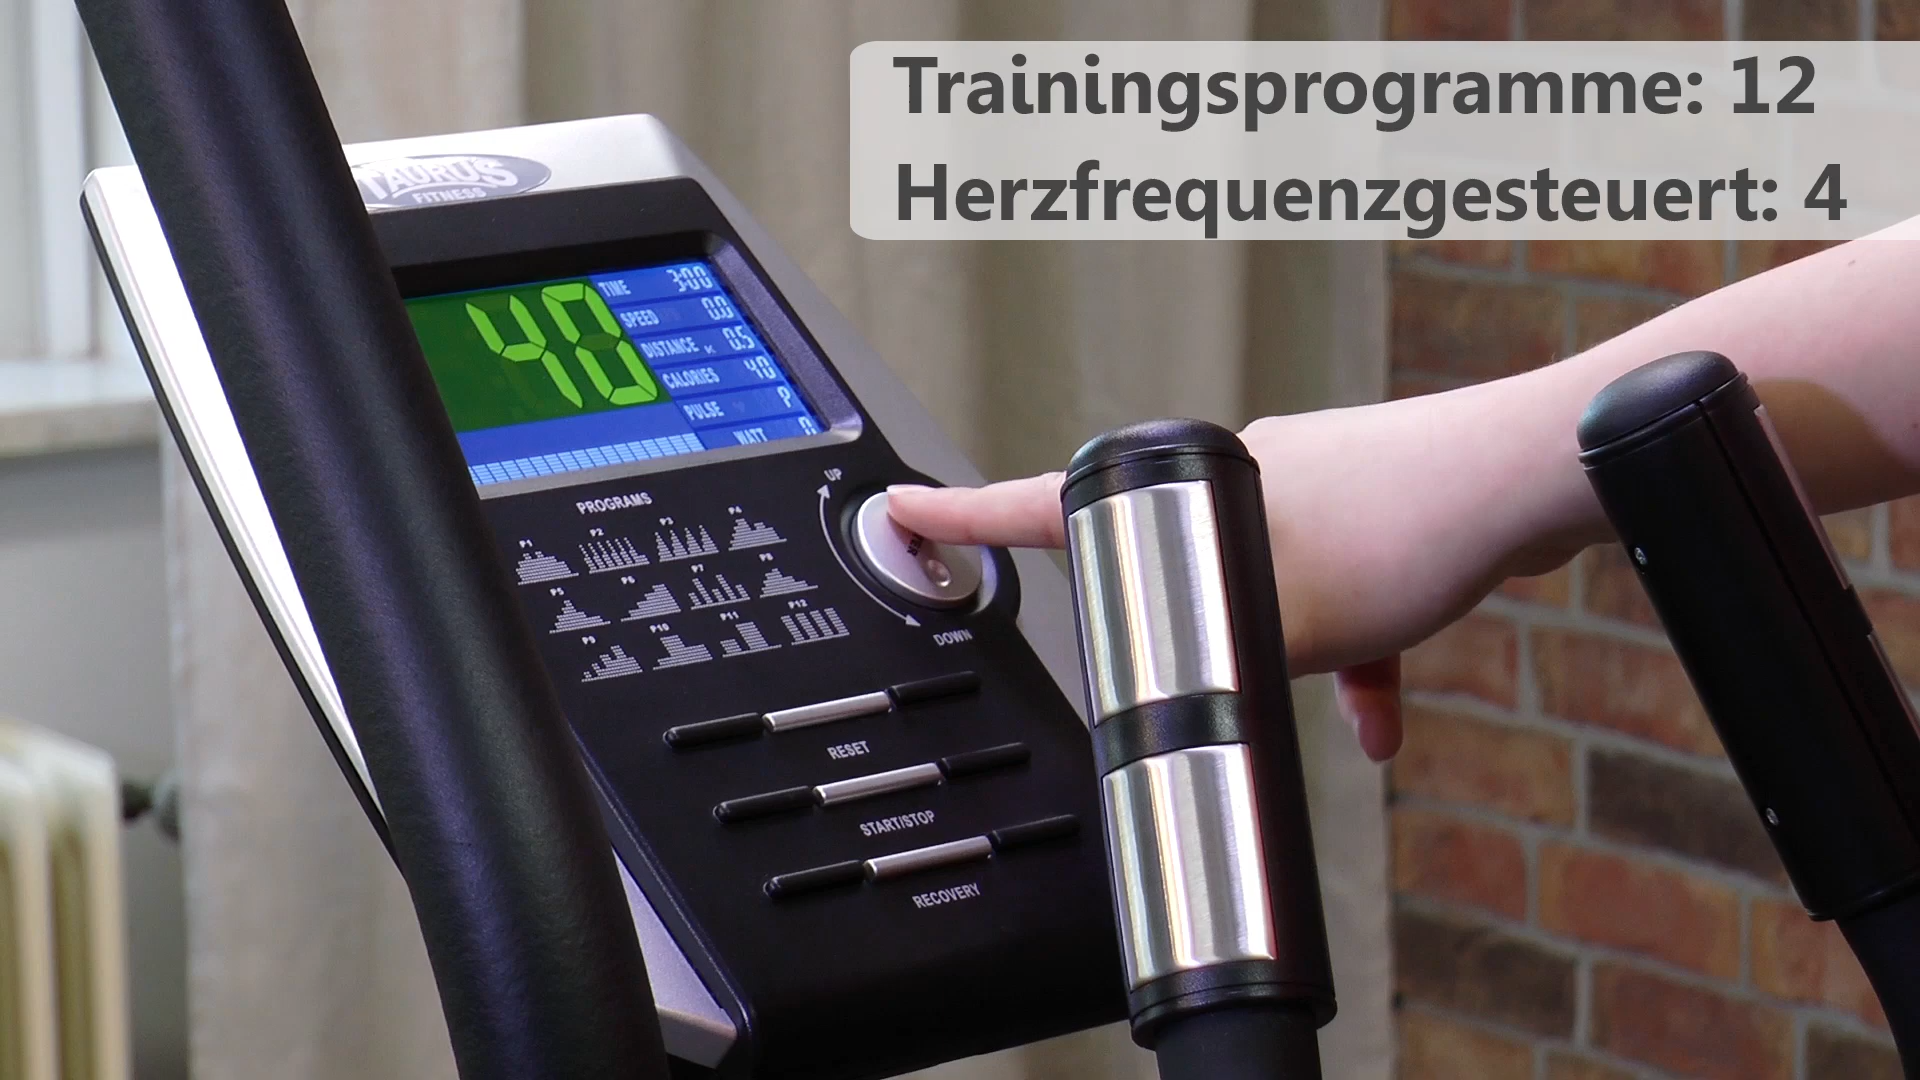 Trainingsprogramme: 12
Herzfrequenzgesteuert: 4
TAURUS
FITNESS
40
TIME 3:00
SPEED 0.0
DISTANCE K 0.5
CALORIES 40
PULSE P
WATT 0
PROGRAMS
P1 P2 P3 P4
P5 P6 P7 P8
P9 P10 P11 P12
UP
DOWN
RESET
START/STOP
RECOVERY